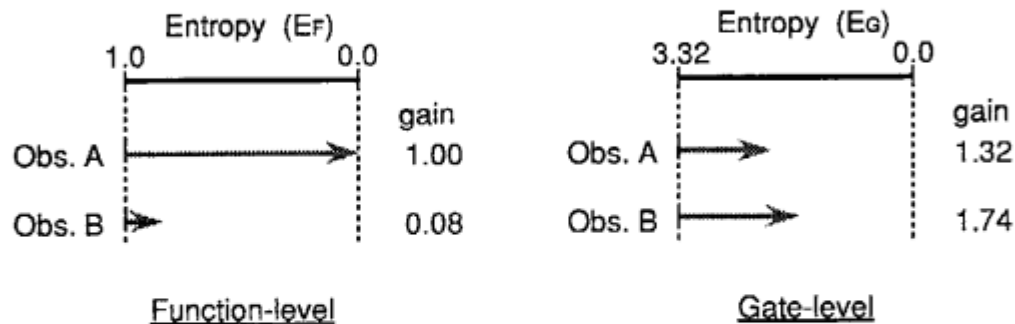 Entropy (EF)
1.0 0.0
gain
Obs. A 1.00
Obs. B 0.08
Function-level
Entropy (EG)
3.32 0.0
gain
Obs. A 1.32
Obs. B 1.74
Gate-level